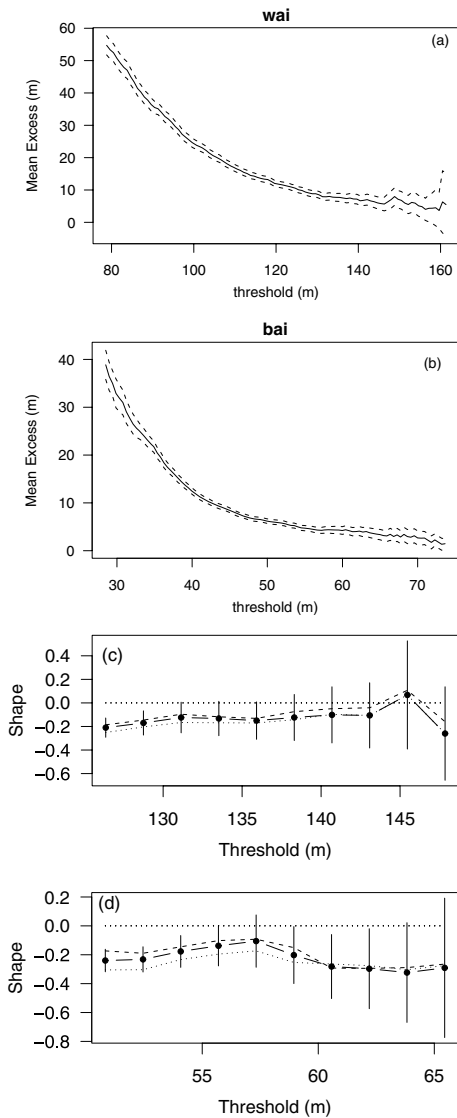 wai
(a)
Mean Excess (m)
60
50
40
30
20
10
0
80 100 120 140 160
threshold (m)
bai
(b)
Mean Excess (m)
40
30
20
10
0
30 40 50 60 70
threshold (m)
(c)
Shape
0.4
0.2
0.0
−0.2
−0.4
−0.6
130 135 140 145
Threshold (m)
(d)
Shape
0.2
0.0
−0.2
−0.4
−0.6
−0.8
55 60 65
Threshold (m)